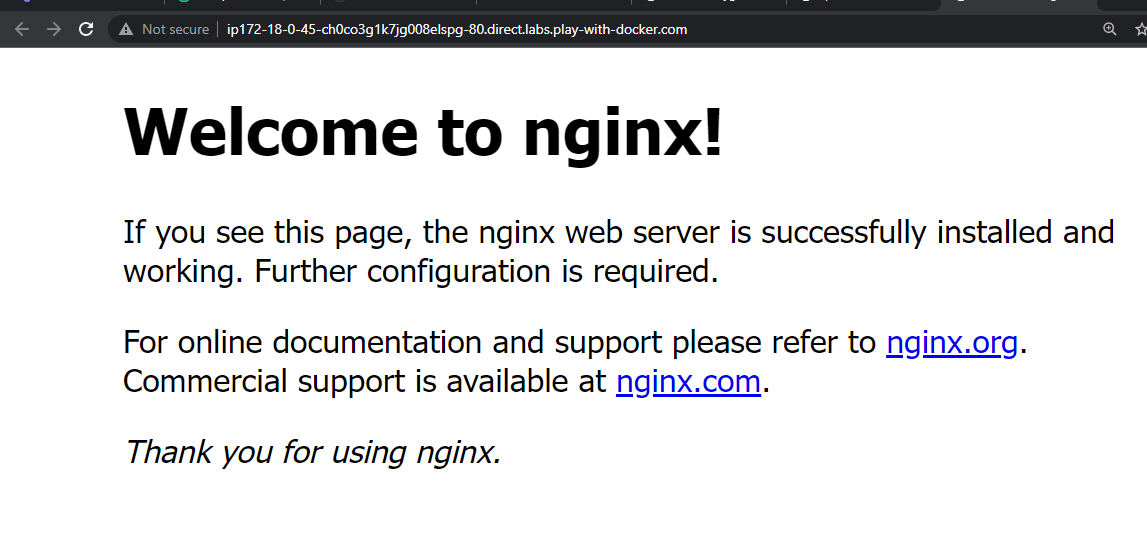 Not secure ip172-18-0-45-ch0co3g1k7jg008elspg-80.direct.labs.play-with-docker.com
Welcome to nginx!
If you see this page, the nginx web server is successfully installed and
working. Further configuration is required.
For online documentation and support please refer to nginx.org.
Commercial support is available at nginx.com.
Thank you for using nginx.